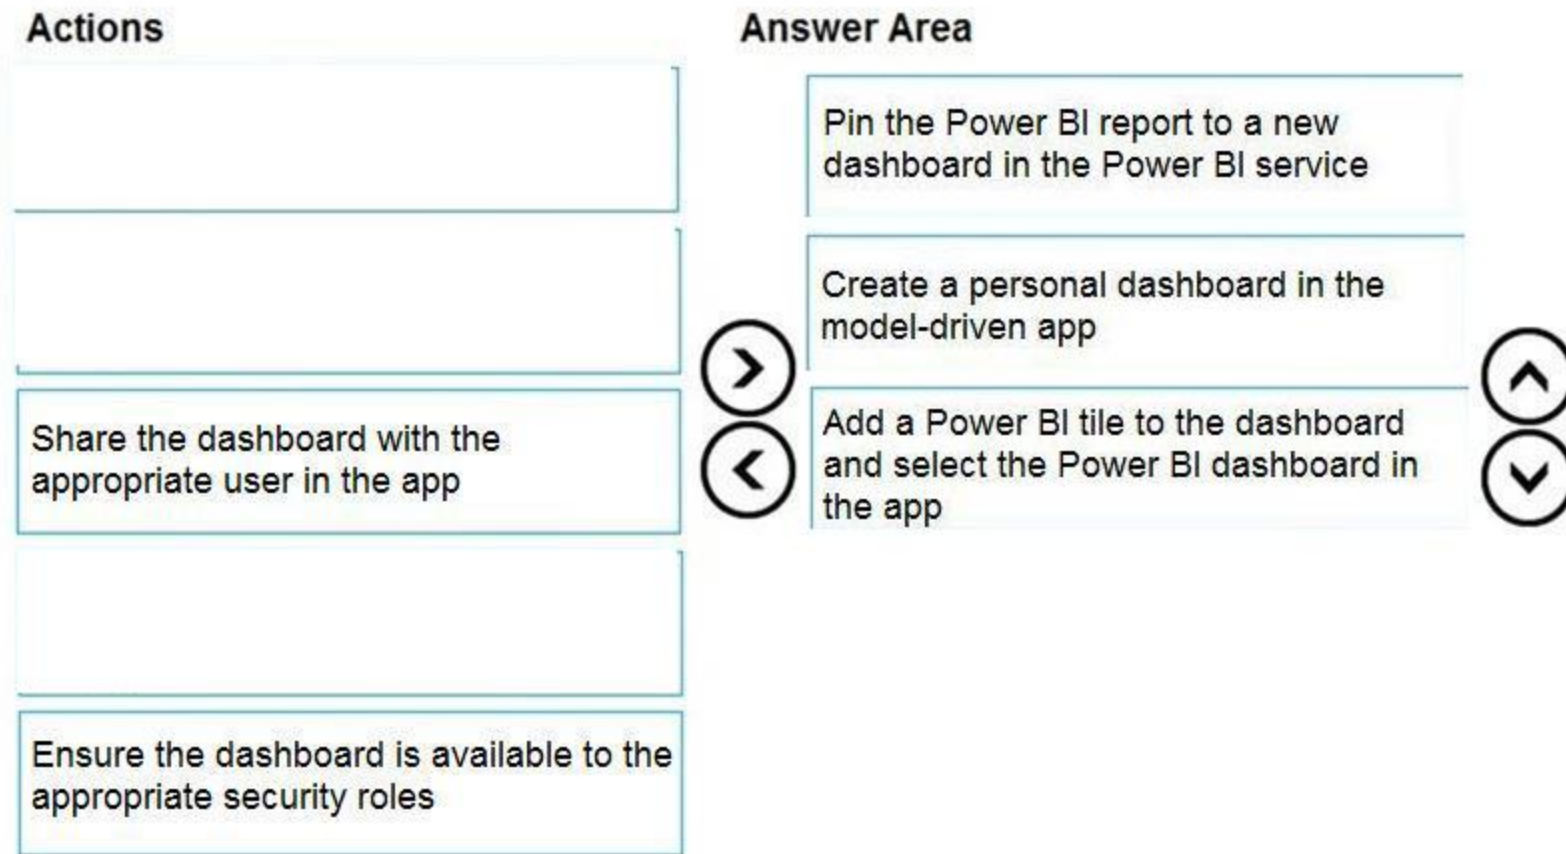 Actions
Answer Area
Pin the Power BI report to a new
dashboard in the Power BI service
Create a personal dashboard in the
model-driven app
Share the dashboard with the
appropriate user in the app
Add a Power BI tile to the dashboard
and select the Power BI dashboard in
the app
Ensure the dashboard is available to the
appropriate security roles